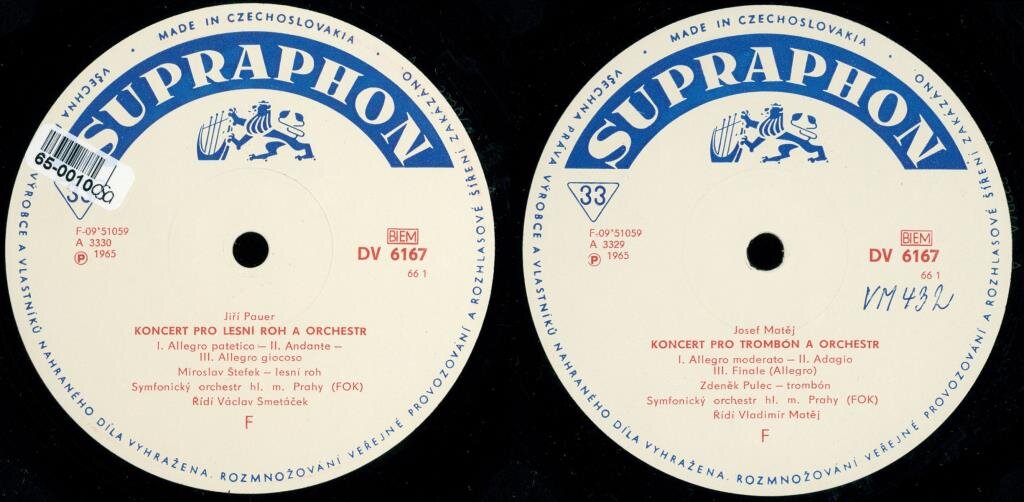 MADE IN CZECHOSLOVAKIA
VŠECHNA VÝROBCE A VLASTNÍKŮ NAHRANÉHO DÍLA VYHRAŽENA. ROZMNOŽOVÁNÍ VEŘEJNÉ PROVOZOVÁNÍ A ROZHLASOVÉ ŠÍŘENÍ ZAKÁZÁNO
SUPRAPHON
65-0010
33
F-09*51059
A 3330
Ⓟ 1965
BIEM
DV 6167
66 1
Jiří Pauer
KONCERT PRO LESNÍ ROH A ORCHESTR
I. Allegro patetico – II. Andante –
III. Allegro giocoso
Miroslav Štefek – lesní roh
Symfonický orchestr hl. m. Prahy (FOK)
Řídí Václav Smetáček
F
MADE IN CZECHOSLOVAKIA
VŠECHNA PRÁVA VÝROBCE A VLASTNÍKŮ NAHRANÉHO DÍLA VYHRAŽENA. ROZMNOŽOVÁNÍ VEŘEJNÉ PROVOZOVÁNÍ A ROZHLASOVÉ ŠÍŘENÍ ZAKÁZÁNO
SUPRAPHON
33
F-09*51059
A 3329
Ⓟ 1965
BIEM
DV 6167
66 1
VM 432
Josef Matěj
KONCERT PRO TROMBÓN A ORCHESTR
I. Allegro moderato – II. Adagio
III. Finale (Allegro)
Zdeněk Pulec – trombón
Symfonický orchestr hl. m. Prahy (FOK)
Řídí Vladimír Matěj
F